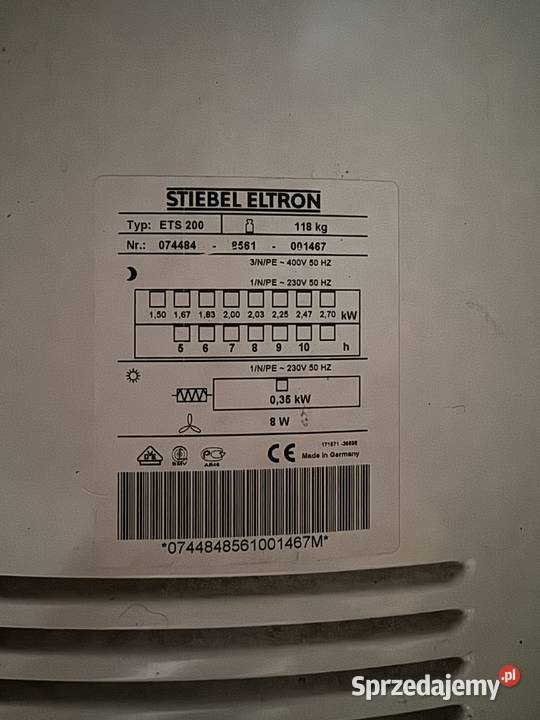 STIEBEL ELTRON
Typ: ETS 200 118 kg
Nr.: 074484 - 8561 - 001467
3/N/PE ~ 400V 50 HZ
1/N/PE ~ 230V 50 HZ
1,50 1,67 1,83 2,00 2,03 2,25 2,47 2,70 kW
5 6 7 8 9 10 h
1/N/PE ~ 230V 50 HZ
0,35 kW
8 W
CE
Made in Germany
*0744848561001467M*
Sprzedajemy.pl